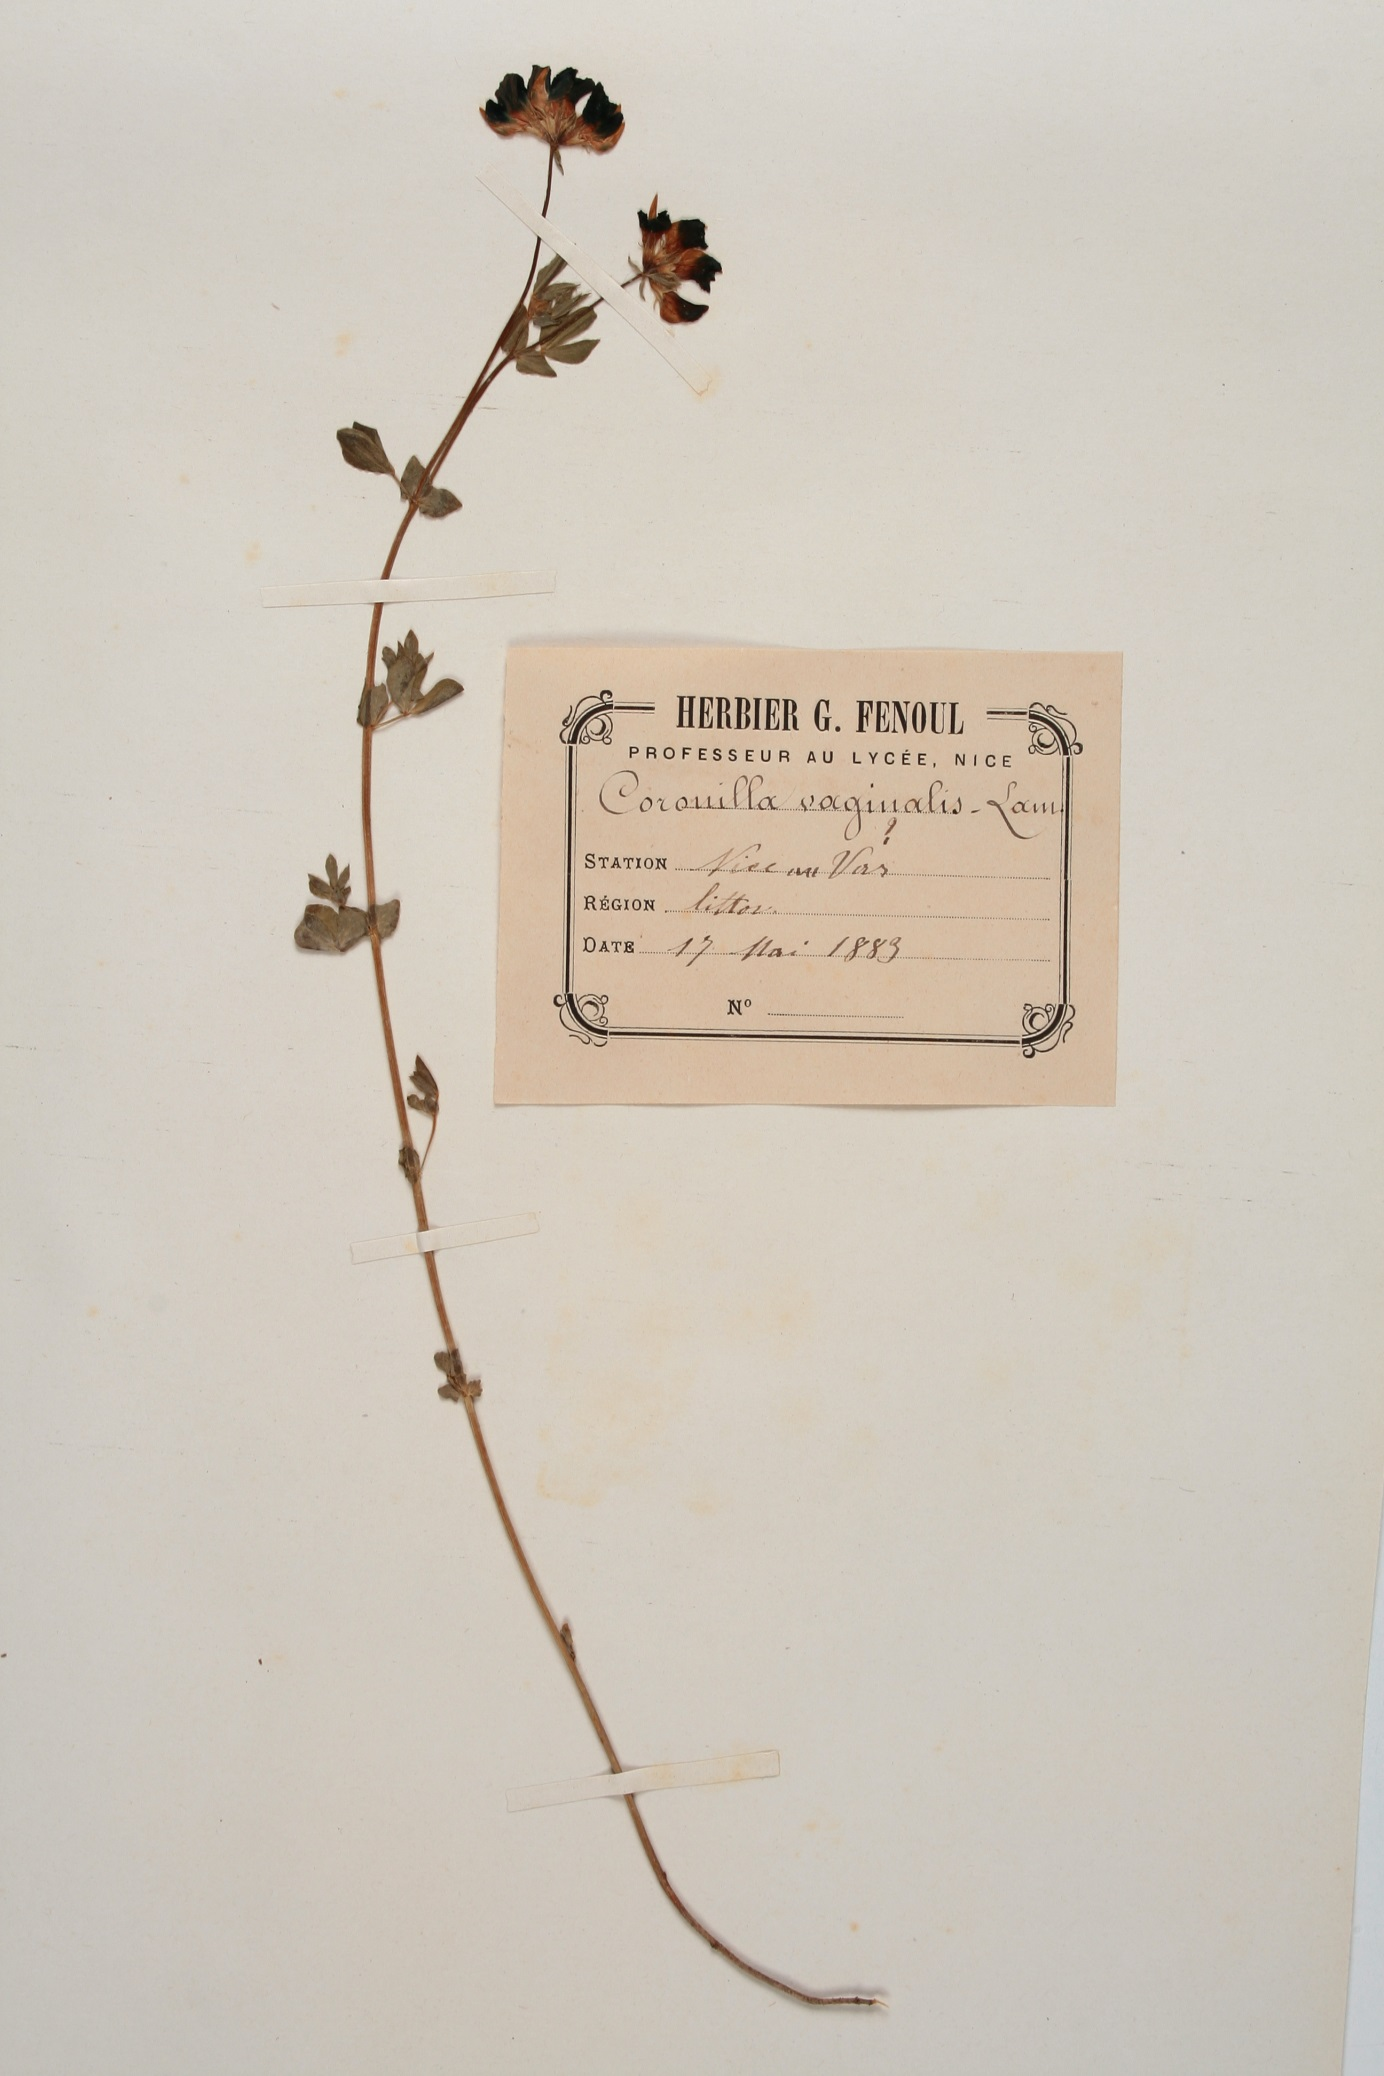 HERBIER G. FENOUL
PROFESSEUR AU LYCÉE, NICE
Coronilla vaginalis - Lam.
?
STATION Nice au Var
RÉGION littor.
DATE 17 Mai 1883
Nº